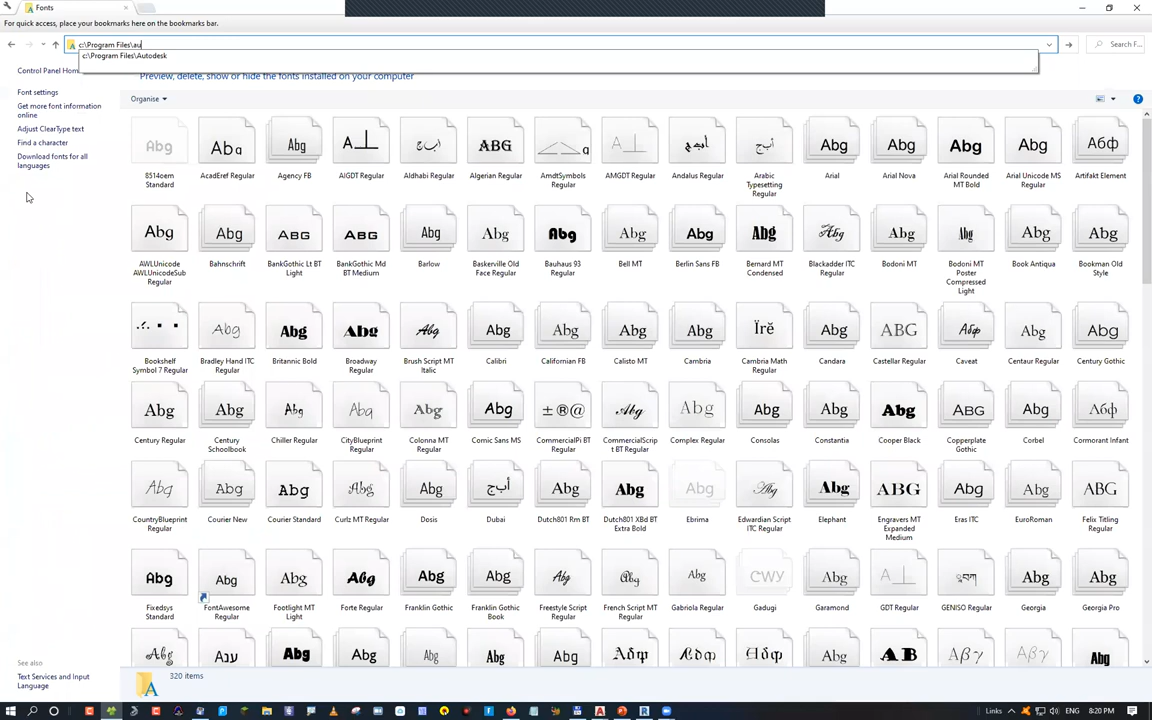 Fonts
For quick access, place your bookmarks here on the bookmarks bar.
c:\Program Files\au
Search F...
c:\Program Files\Autodesk
Control Panel Hom
Preview, delete, show or hide the fonts installed on your computer
Font settings
Get more font information
online
Adjust ClearType text
Find a character
Download fonts for all
languages
Organise
8514oem
Standard
AcadEref Regular
Agency FB
AIGDT Regular
Aldhabi Regular
Algerian Regular
AmdtSymbols
Regular
AMGDT Regular
Andalus Regular
Arabic
Typesetting
Regular
Arial
Arial Nova
Arial Rounded
MT Bold
Arial Unicode MS
Regular
Artifakt Element
AWLUnicode
AWLUnicodeSub
Regular
Bahnschrift
BankGothic Lt BT
Light
BankGothic Md
BT Medium
Barlow
Baskerville Old
Face Regular
Bauhaus 93
Regular
Bell MT
Berlin Sans FB
Bernard MT
Condensed
Blackadder ITC
Regular
Bodoni MT
Bodoni MT
Poster
Compressed
Light
Book Antiqua
Bookman Old
Style
Bookshelf
Symbol 7 Regular
Bradley Hand ITC
Regular
Britannic Bold
Broadway
Regular
Brush Script MT
Italic
Calibri
Californian FB
Calisto MT
Cambria
Cambria Math
Regular
Candara
Castellar Regular
Caveat
Centaur Regular
Century Gothic
Century Regular
Century
Schoolbook
Chiller Regular
CityBlueprint
Regular
Colonna MT
Regular
Comic Sans MS
CommercialPi BT
Regular
CommercialScrip
t BT Regular
Complex Regular
Consolas
Constantia
Cooper Black
Copperplate
Gothic
Corbel
Cormorant Infant
CountryBlueprint
Regular
Courier New
Courier Standard
Curlz MT Regular
Dosis
Dubai
Dutch801 Rm BT
Dutch801 XBd BT
Extra Bold
Ebrima
Edwardian Script
ITC Regular
Elephant
Engravers MT
Expanded
Medium
Eras ITC
EuroRoman
Felix Titling
Regular
Fixedsys
Standard
FontAwesome
Regular
Footlight MT
Light
Forte Regular
Franklin Gothic
Franklin Gothic
Book
Freestyle Script
Regular
French Script MT
Regular
Gabriola Regular
Gadugi
Garamond
GDT Regular
GENISO Regular
Georgia
Georgia Pro
See also
Text Services and Input
Language
320 items
Links
ENG
8:20 PM